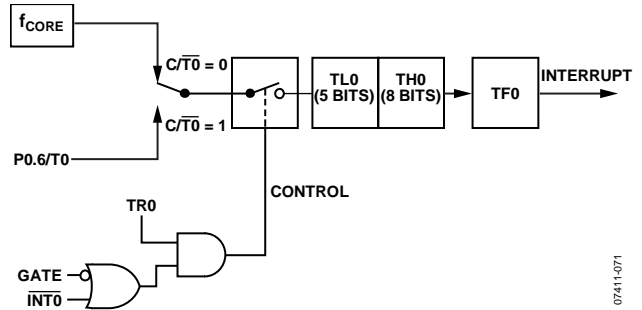 fCORE
C/T0 = 0
TL0
(5 BITS)
TH0
(8 BITS)
TF0
INTERRUPT
C/T0 = 1
P0.6/T0
CONTROL
TR0
GATE
INT0
07411-071